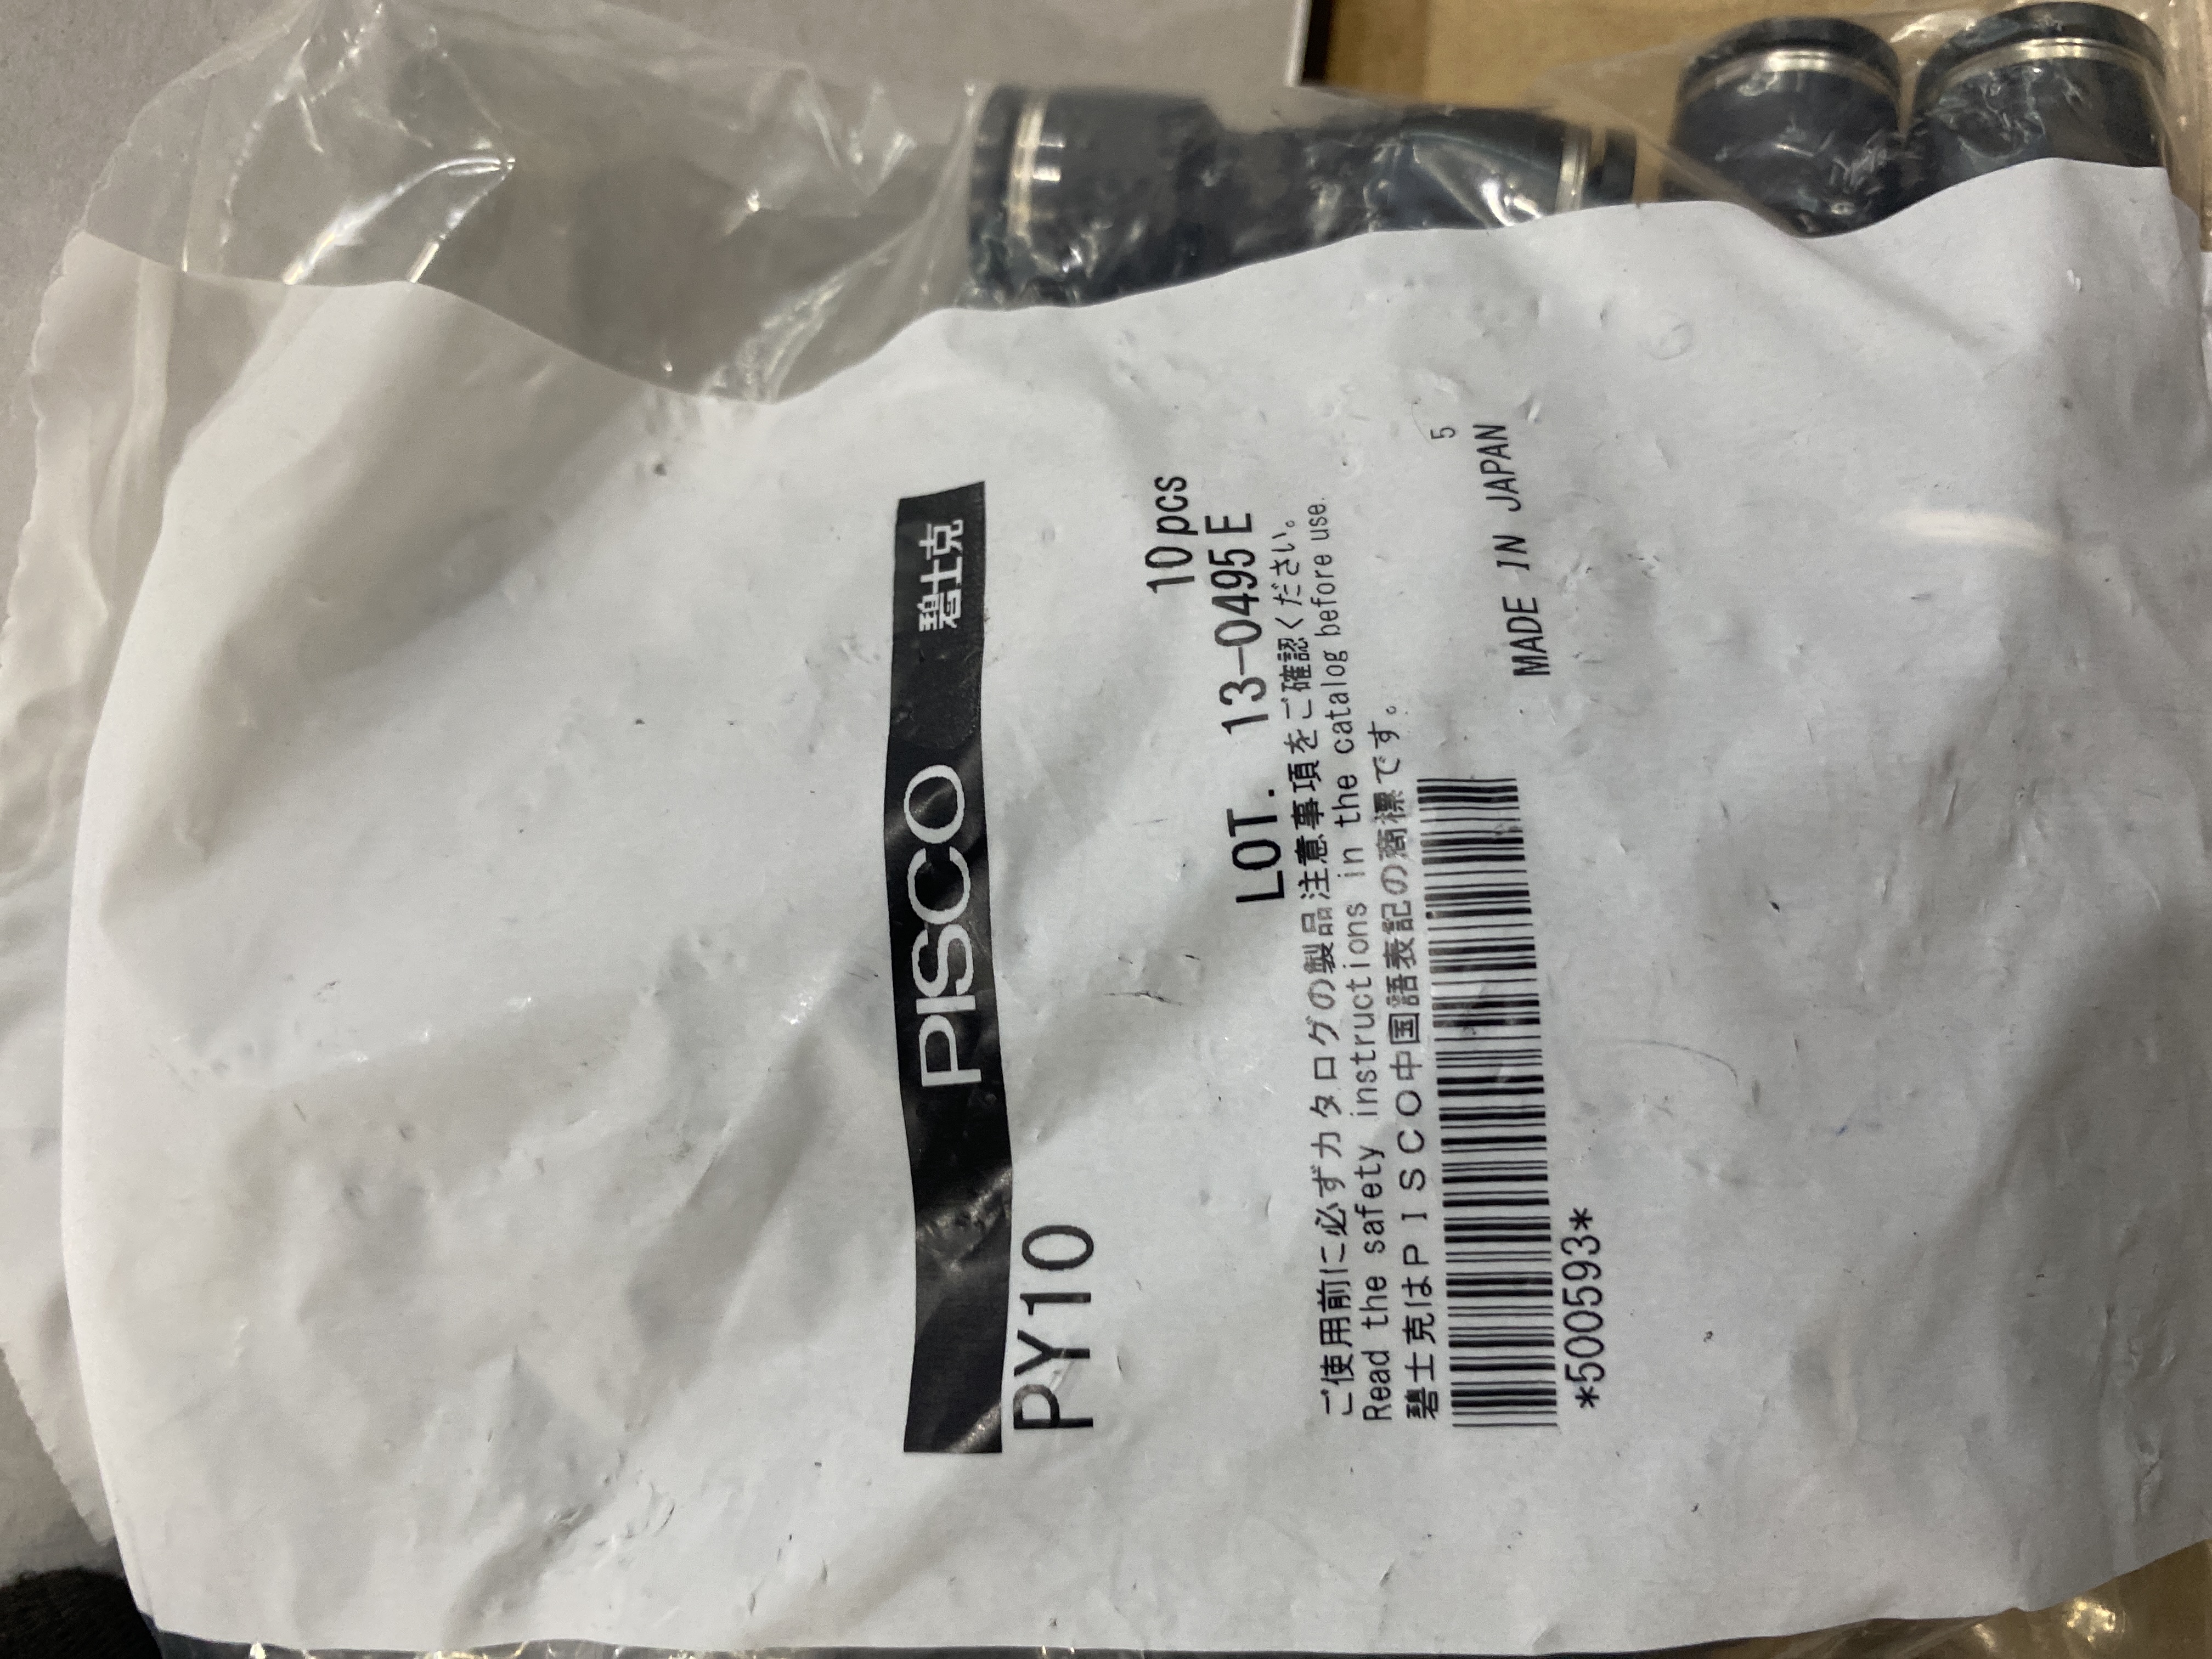 PISCO 碧士克
PY10
10pcs
LOT. 13-0495E
ご使用前に必ずカタログの製品注意事項をご確認ください。
Read the safety instructions in the catalog before use.
碧士克はＰＩＳＣＯ中国語表記の商標です。
5
*500593*
MADE IN JAPAN